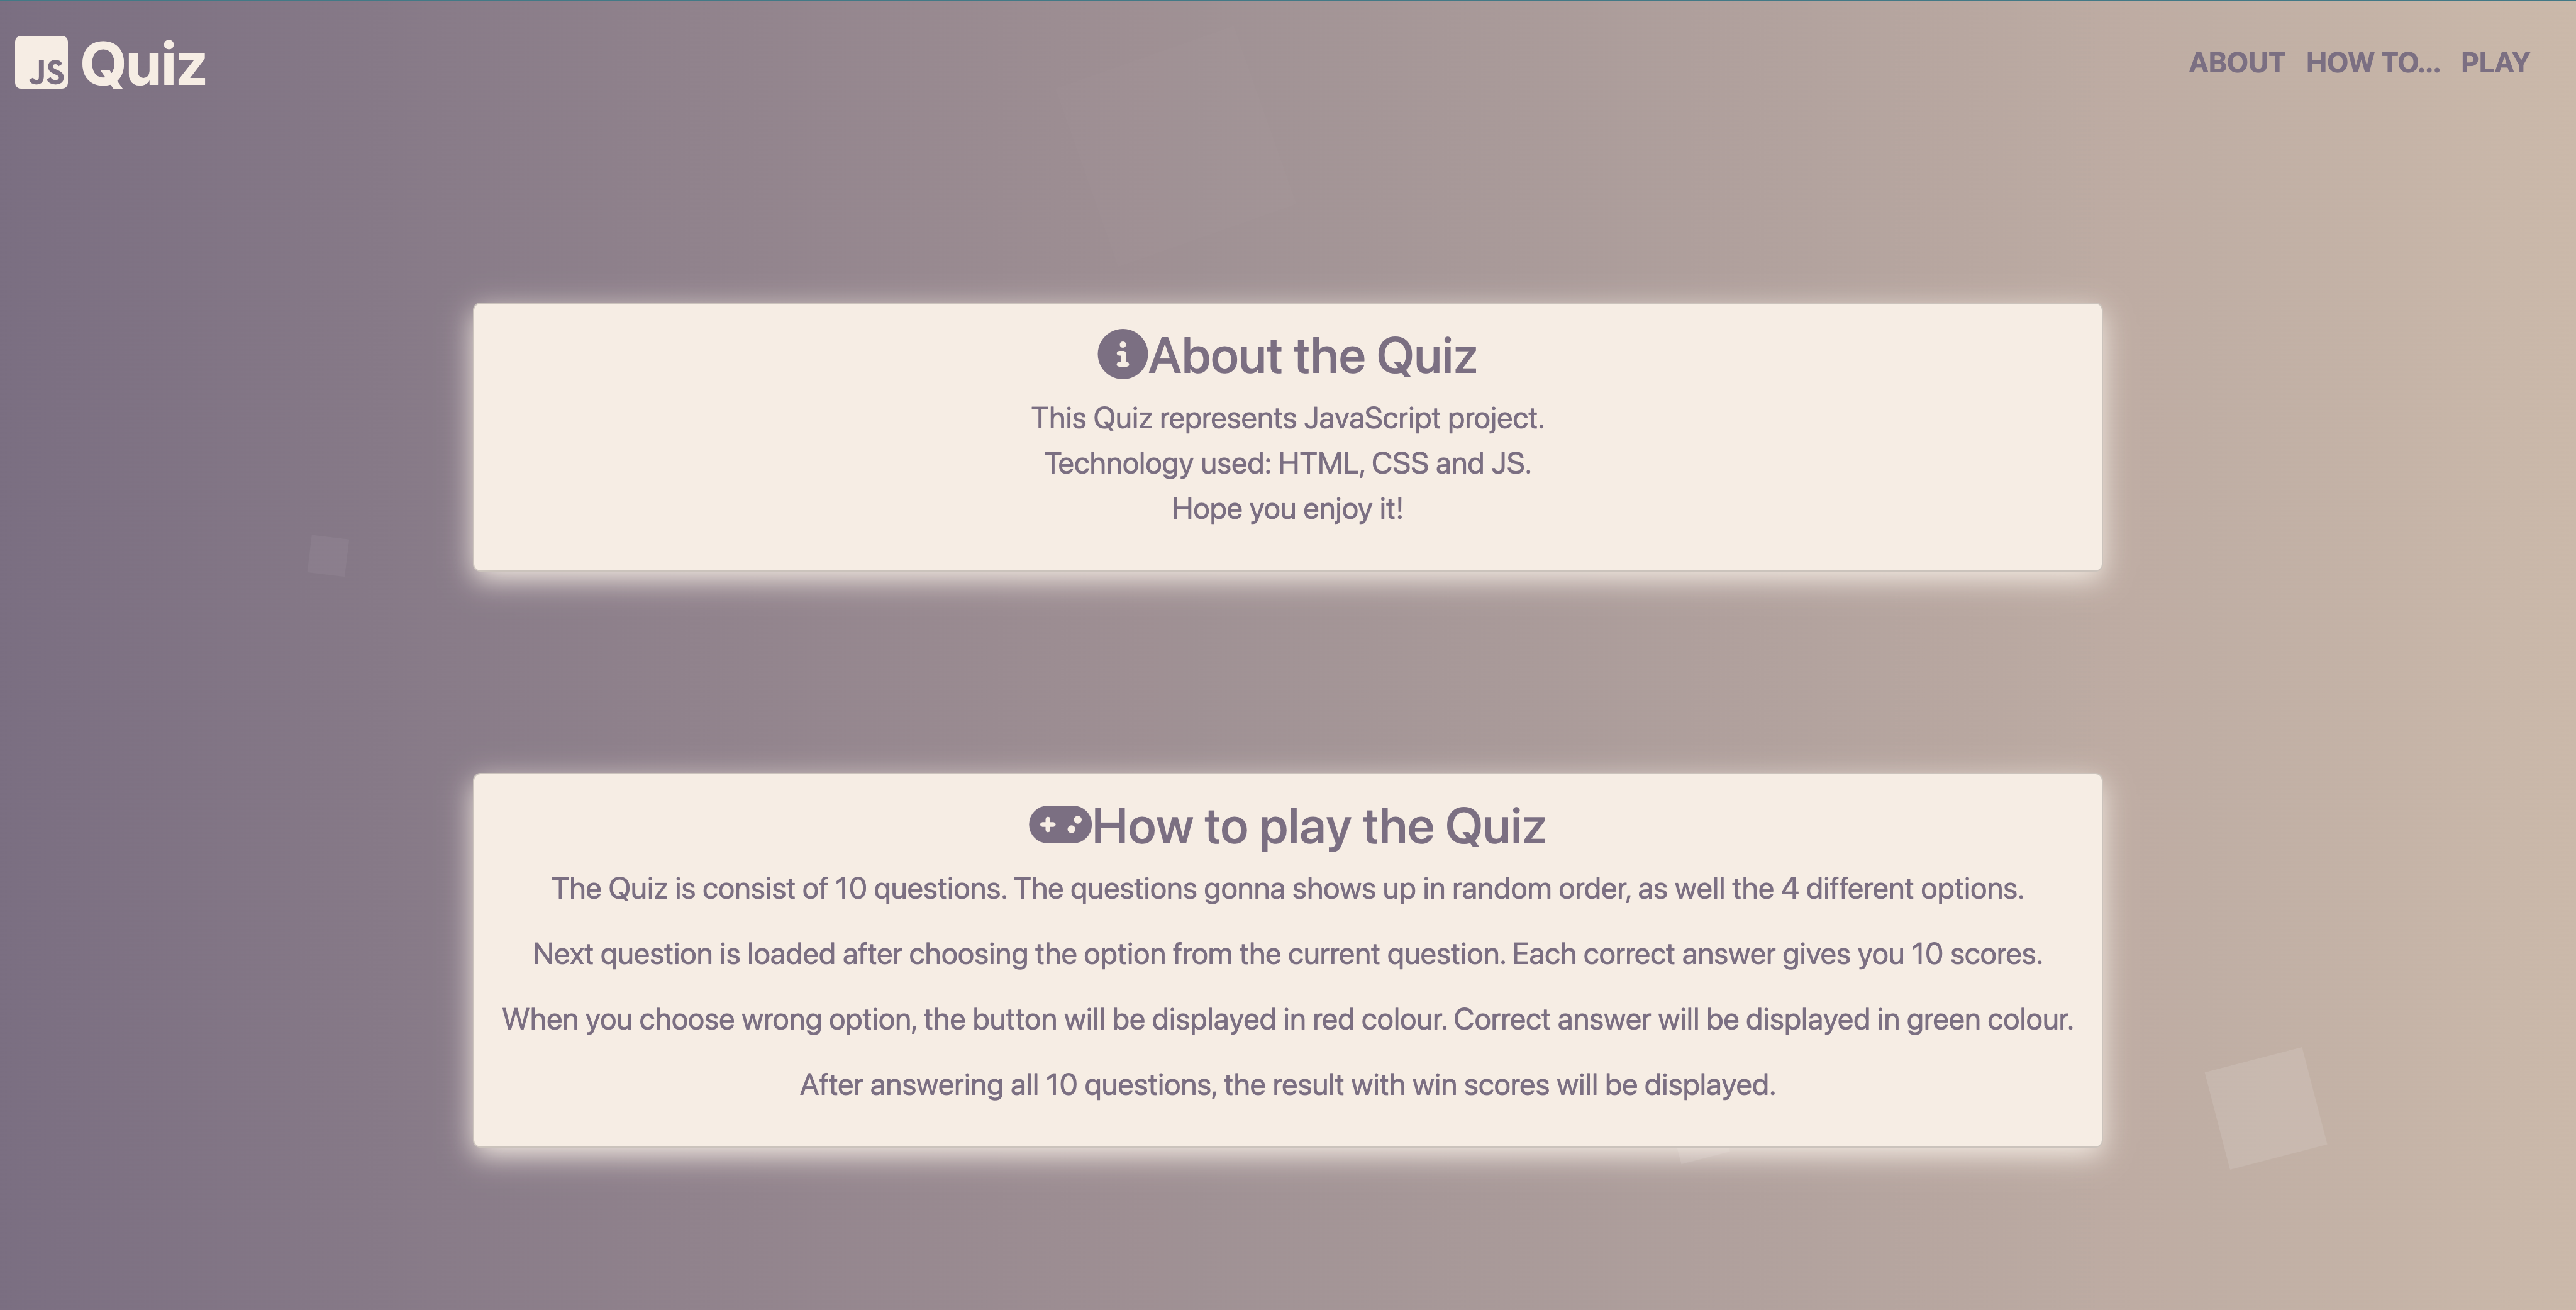 JS Quiz
ABOUT HOW TO... PLAY
About the Quiz
This Quiz represents JavaScript project.
Technology used: HTML, CSS and JS.
Hope you enjoy it!
How to play the Quiz
The Quiz is consist of 10 questions. The questions gonna shows up in random order, as well the 4 different options.
Next question is loaded after choosing the option from the current question. Each correct answer gives you 10 scores.
When you choose wrong option, the button will be displayed in red colour. Correct answer will be displayed in green colour.
After answering all 10 questions, the result with win scores will be displayed.